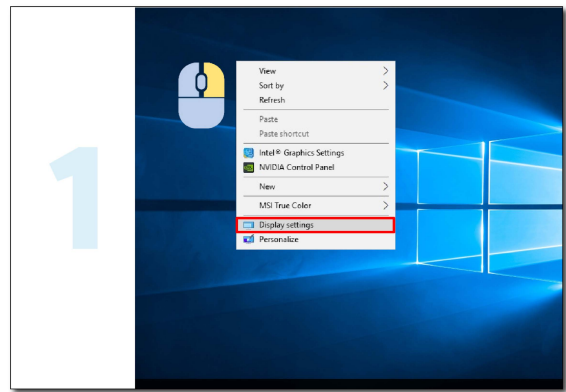 1
View
Sort by
Refresh
Paste
Paste shortcut
Intel® Graphics Settings
NVIDIA Control Panel
New
MSI True Color
Display settings
Personalize